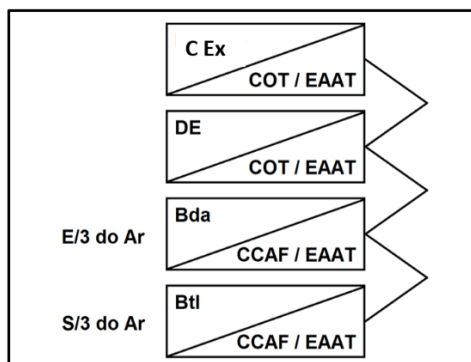 C Ex
COT / EAAT
DE
COT / EAAT
E/3 do Ar
Bda
CCAF / EAAT
S/3 do Ar
Btl
CCAF / EAAT